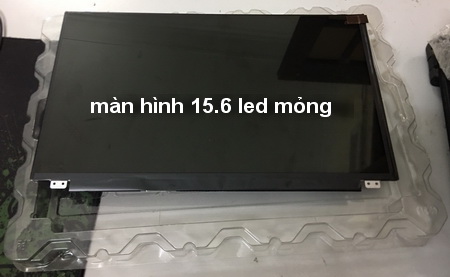 màn hình 15.6 led mỏng